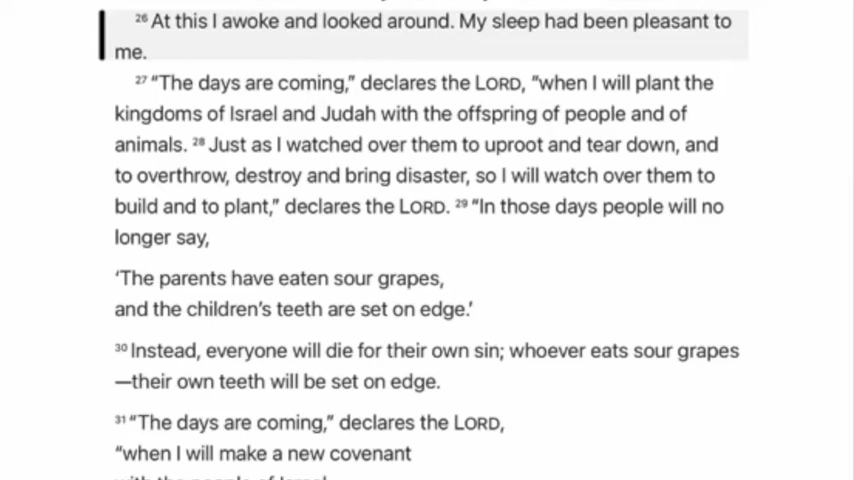 26 At this I awoke and looked around. My sleep had been pleasant to
me.
27 “The days are coming,” declares the LORD, “when I will plant the
kingdoms of Israel and Judah with the offspring of people and of
animals. 28 Just as I watched over them to uproot and tear down, and
to overthrow, destroy and bring disaster, so I will watch over them to
build and to plant,” declares the LORD. 29 “In those days people will no
longer say,
‘The parents have eaten sour grapes,
and the children’s teeth are set on edge.’
30 Instead, everyone will die for their own sin; whoever eats sour grapes
—their own teeth will be set on edge.
31 “The days are coming,” declares the LORD,
“when I will make a new covenant
with the people of Israel